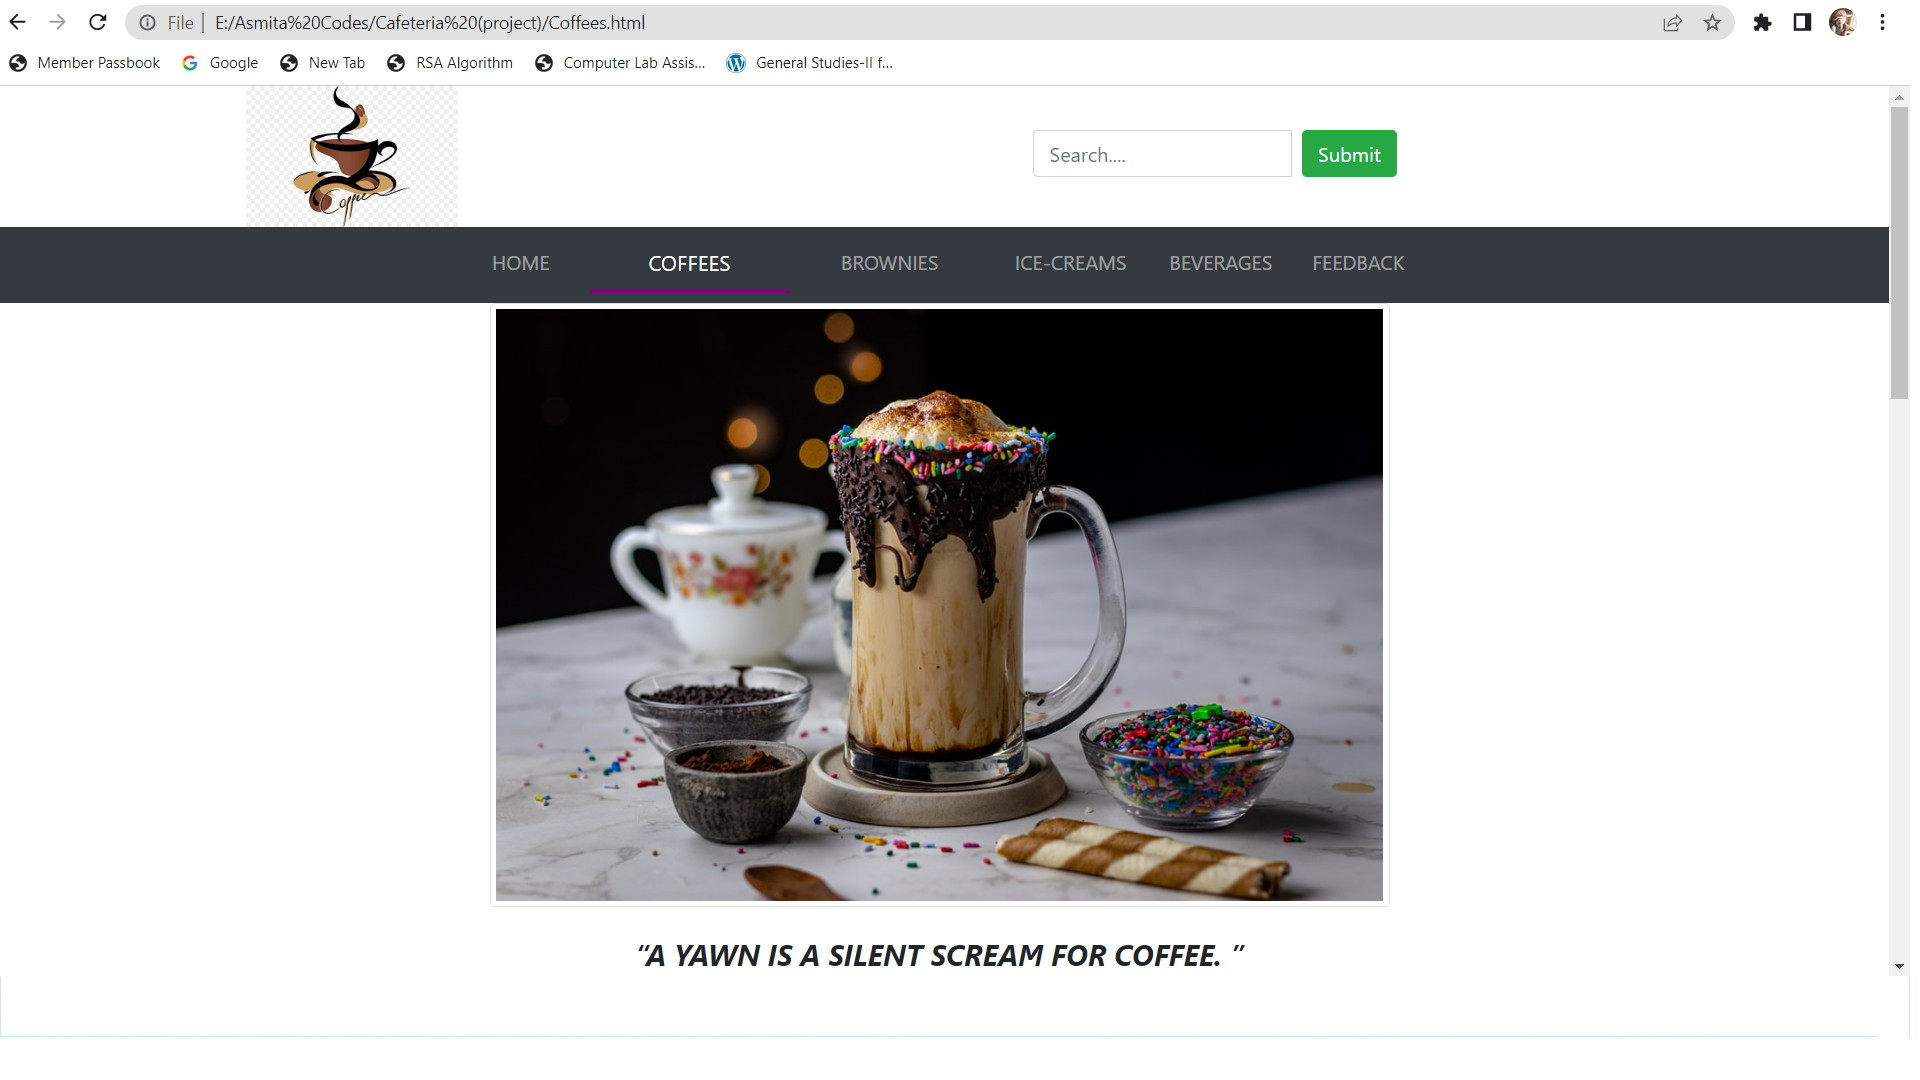 File | E:/Asmita%20Codes/Cafeteria%20(project)/Coffees.html
Member Passbook Google New Tab RSA Algorithm Computer Lab Assis... General Studies-II f...
Coffee
Search.... Submit
HOME COFFEES BROWNIES ICE-CREAMS BEVERAGES FEEDBACK
“A YAWN IS A SILENT SCREAM FOR COFFEE. ”